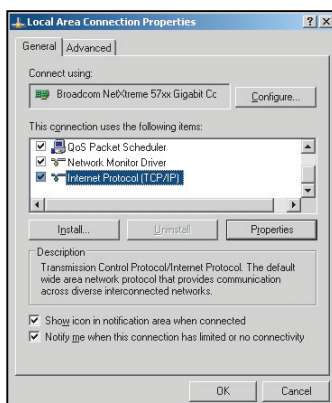 Local Area Connection Properties
General Advanced
Connect using:
Broadcom NetXtreme 57xx Gigabit Cc
Configure...
This connection uses the following items:
QoS Packet Scheduler
Network Monitor Driver
Internet Protocol (TCP/IP)
Install... Uninstall Properties
Description
Transmission Control Protocol/Internet Protocol. The default
wide area network protocol that provides communication
across diverse interconnected networks.
Show icon in notification area when connected
Notify me when this connection has limited or no connectivity
OK Cancel